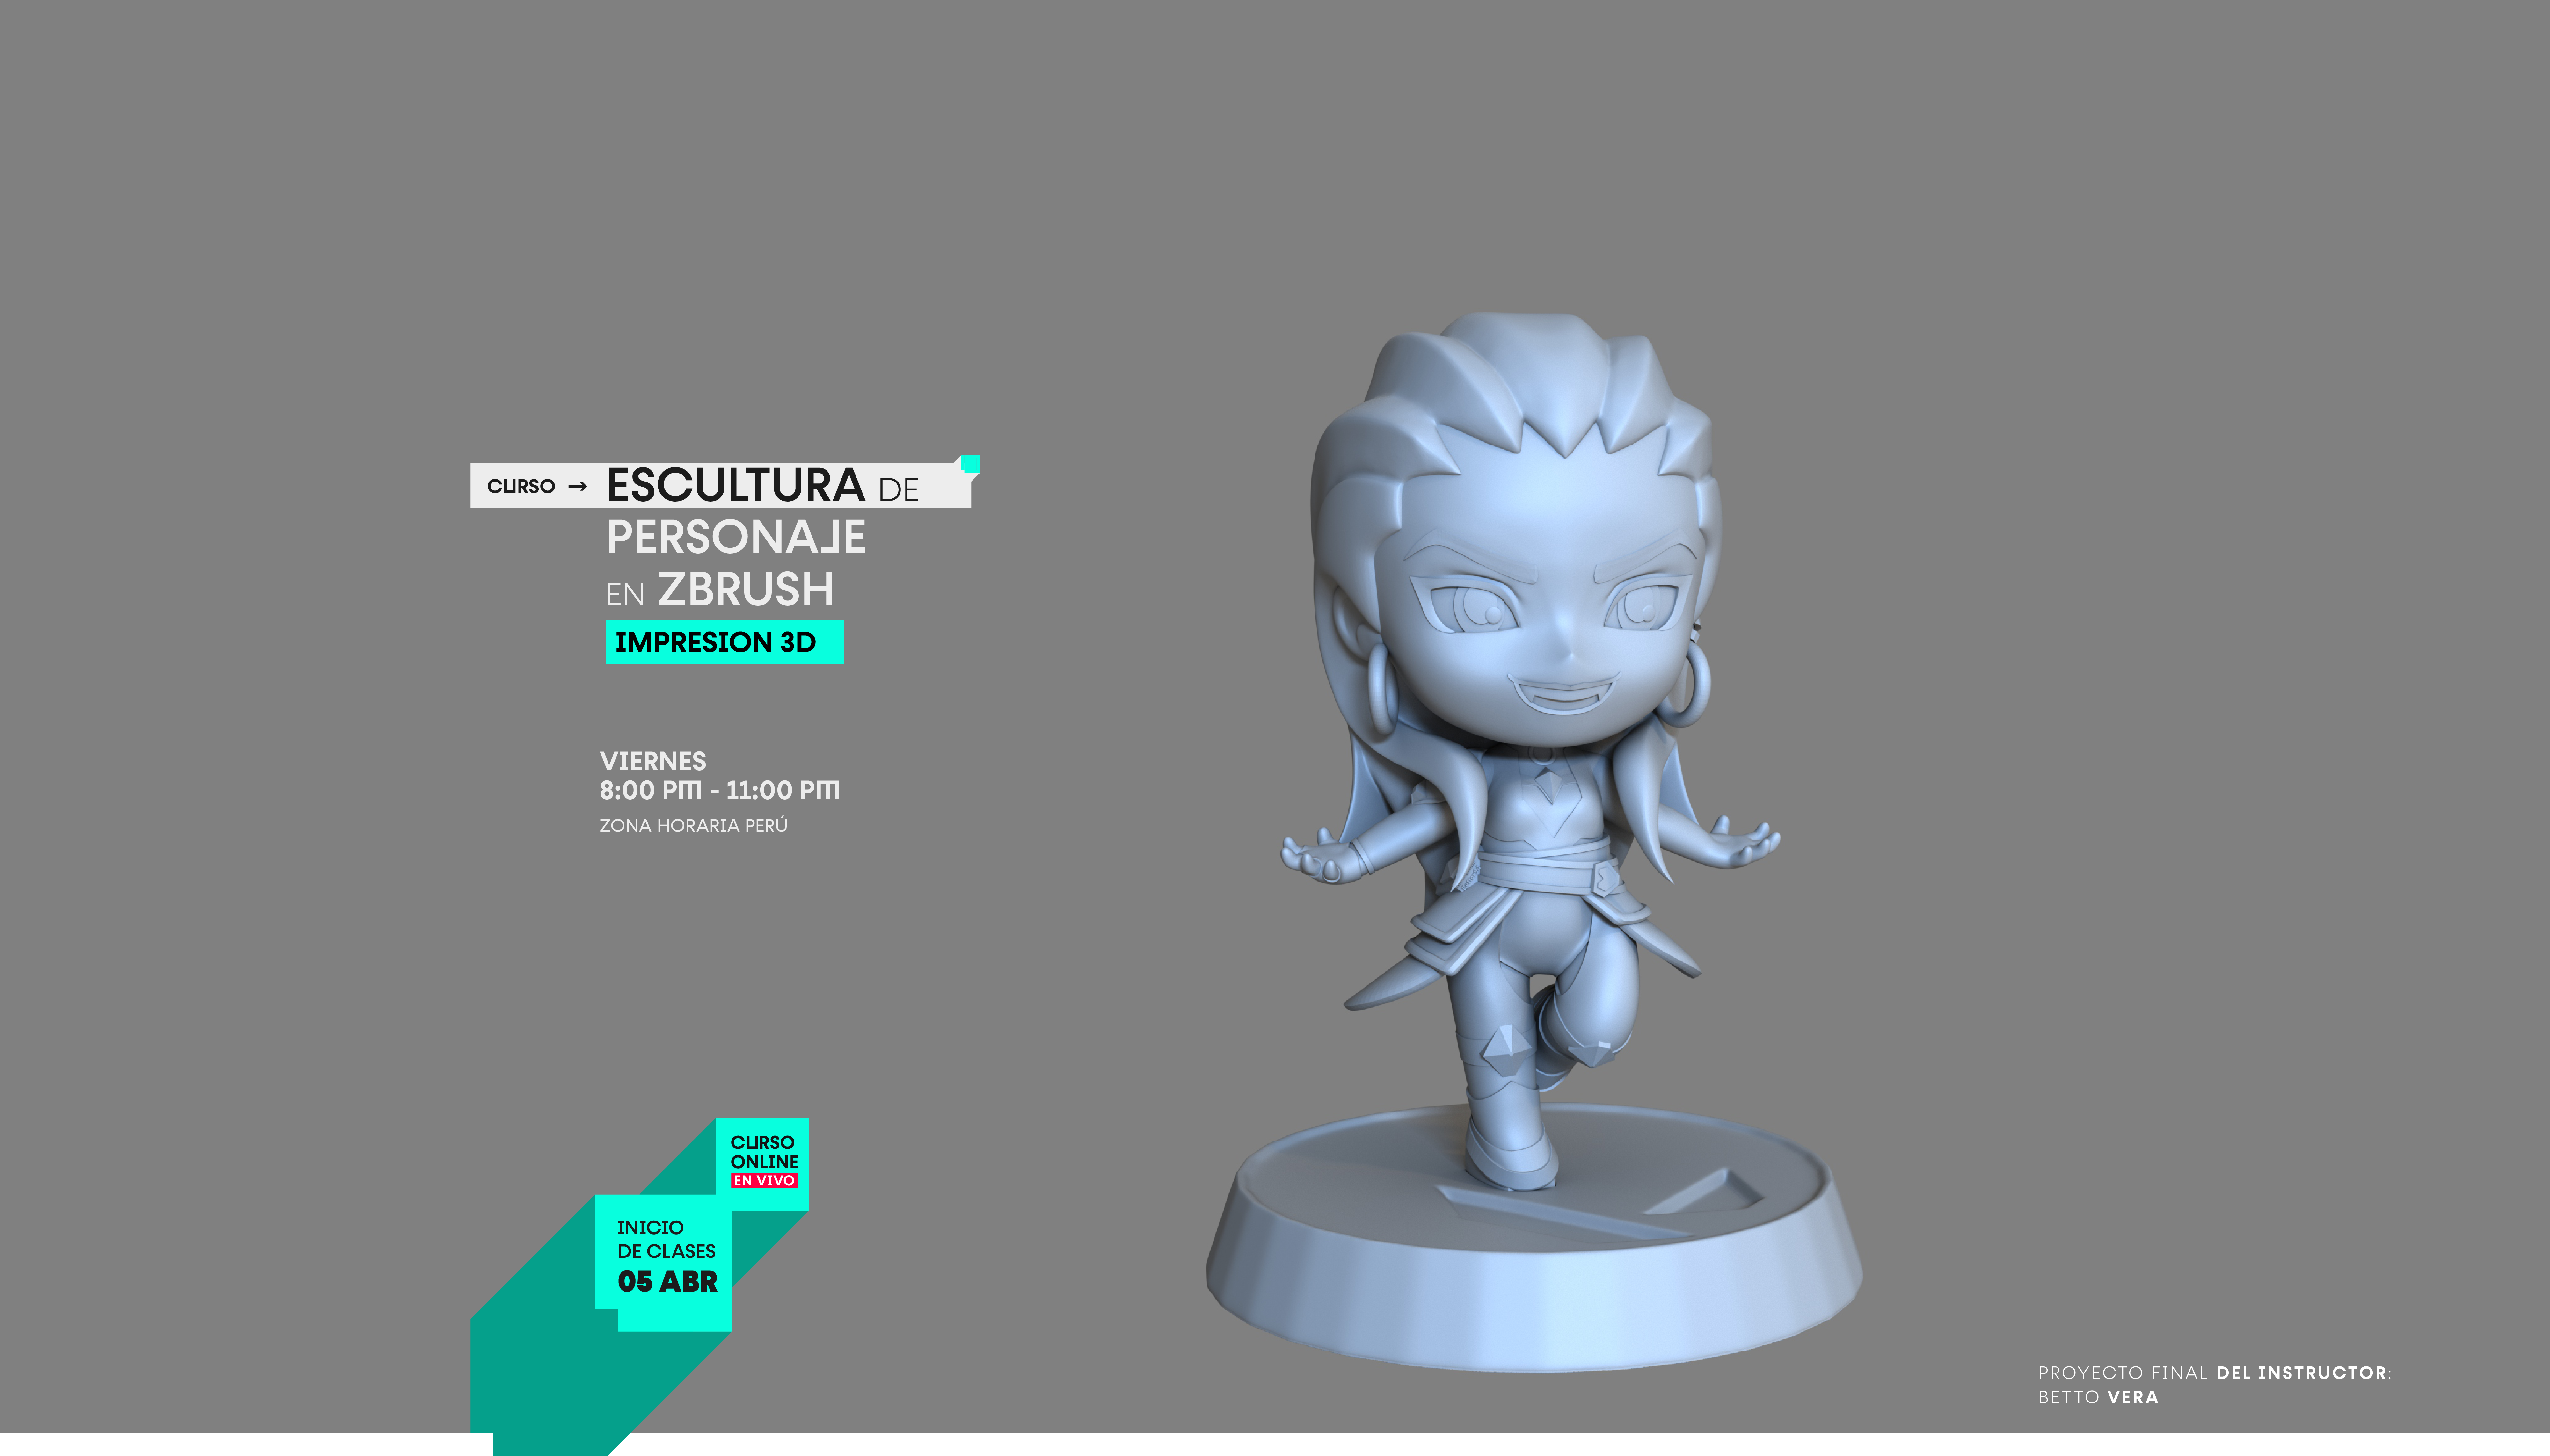 CURSO → ESCULTURA DE
PERSONAJE
EN ZBRUSH
IMPRESION 3D
VIERNES
8:00 PM - 11:00 PM
ZONA HORARIA PERÚ
CURSO
ONLINE
EN VIVO
INICIO
DE CLASES
05 ABR
PROYECTO FINAL DEL INSTRUCTOR:
BETTO VERA